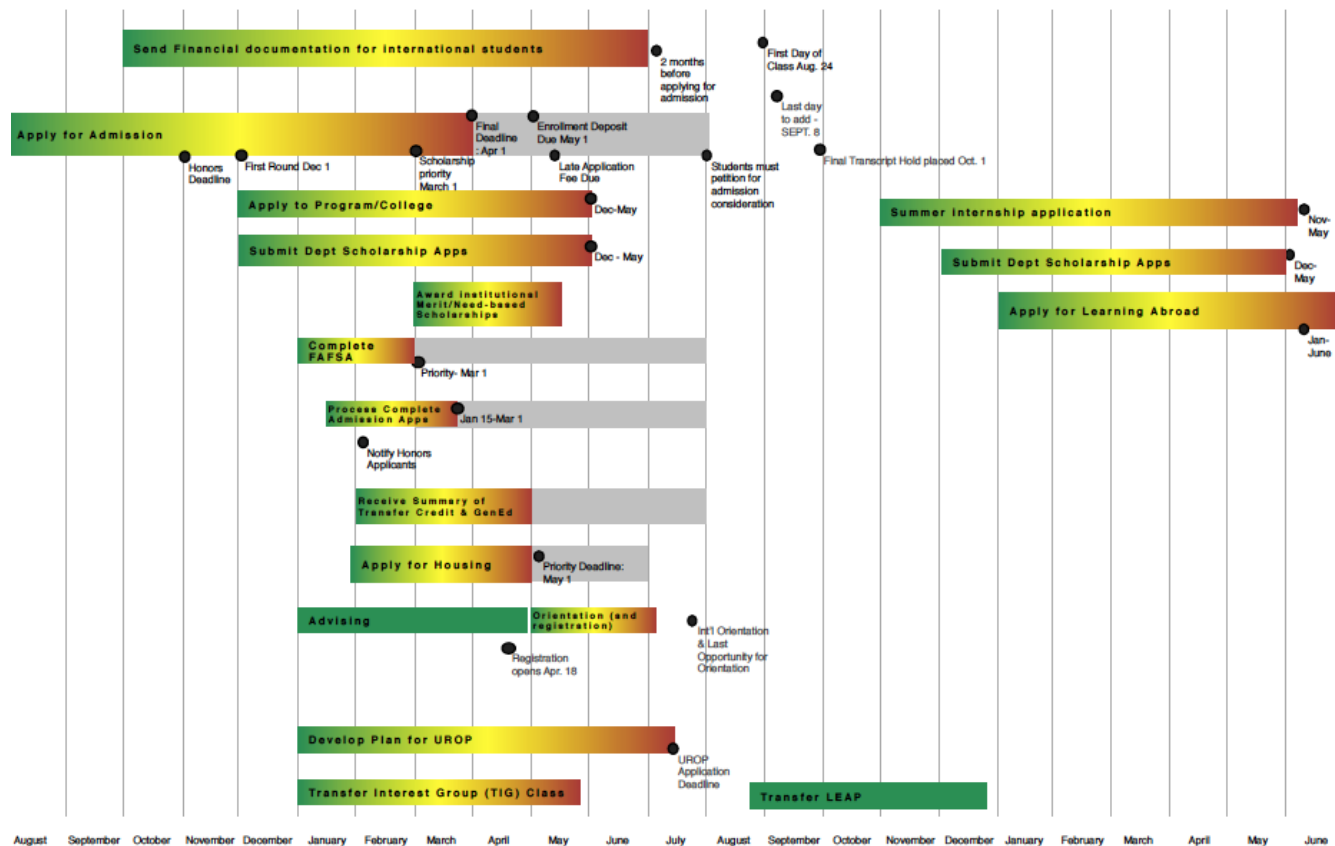 Send Financial documentation for international students
2 months
before
applying for
admission
First Day of
Class Aug. 24
Last day
to add -
SEPT. 8
Final Transcript Hold placed Oct. 1
Apply for Admission
Final
Deadline
: Apr 1
Enrollment Deposit
Due May 1
Honors
Deadline
First Round Dec 1
Scholarship
priority
March 1
Late Application
Fee Due
Students must
petition for
admission
consideration
Apply to Program/College
Dec-May
Summer internship application
Nov-
May
Submit Dept Scholarship Apps
Dec - May
Submit Dept Scholarship Apps
Dec-
May
Award institutional
Merit/Need-based
Scholarships
Apply for Learning Abroad
Jan-
June
Complete
FAFSA
Priority- Mar 1
Process Complete
Admission Apps
Jan 15-Mar 1
Notify Honors
Applicants
Receive Summary of
Transfer Credit & GenEd
Apply for Housing
Priority Deadline:
May 1
Advising
Orientation (and
registration)
Int'l Orientation
& Last
Opportunity for
Orientation
Registration
opens Apr. 18
Develop Plan for UROP
UROP
Application
Deadline
Transfer Interest Group (TIG) Class
Transfer LEAP
August September October November December January February March April May June July August September October November December January February March April May June